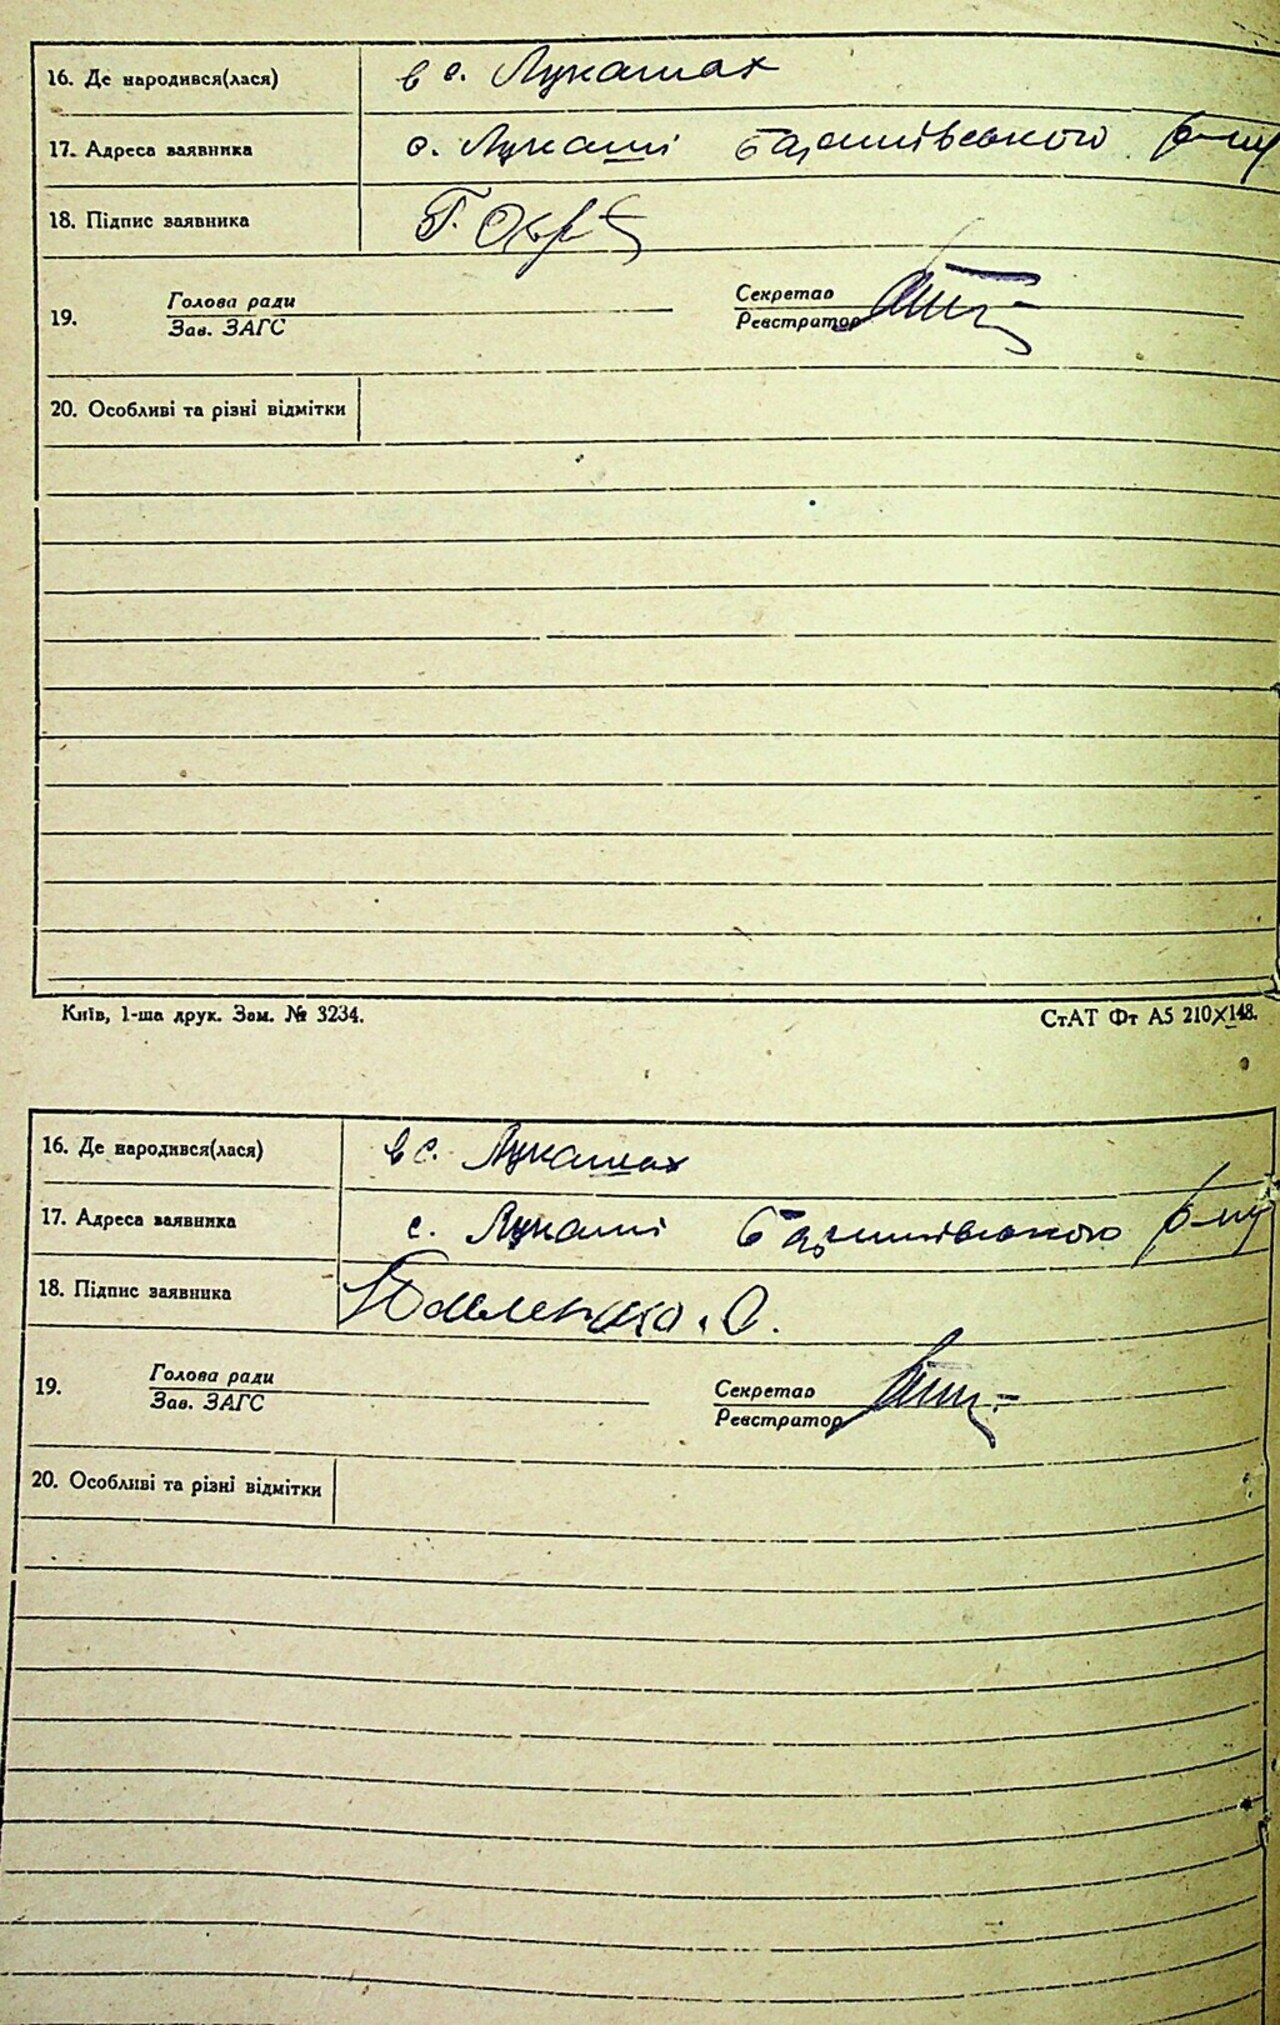 16. Де народився(лася) в с. Лукашах
17. Адреса заявника с. Лукаші Баришівського р-ну
18. Підпис заявника Г.
Голова ради Секретар
19.
Зав. ЗАГС Реєстратор
20. Особливі та різні відмітки
Київ, 1-ша друк. Зам. № 3234. СтАТ Фт А5 210×148.
16. Де народився(лася) в с. Лукашах
17. Адреса заявника с. Лукаші Баришівського р-ну
18. Підпис заявника Павленко. О.
Голова ради Секретар
19.
Зав. ЗАГС Реєстратор
20. Особливі та різні відмітки